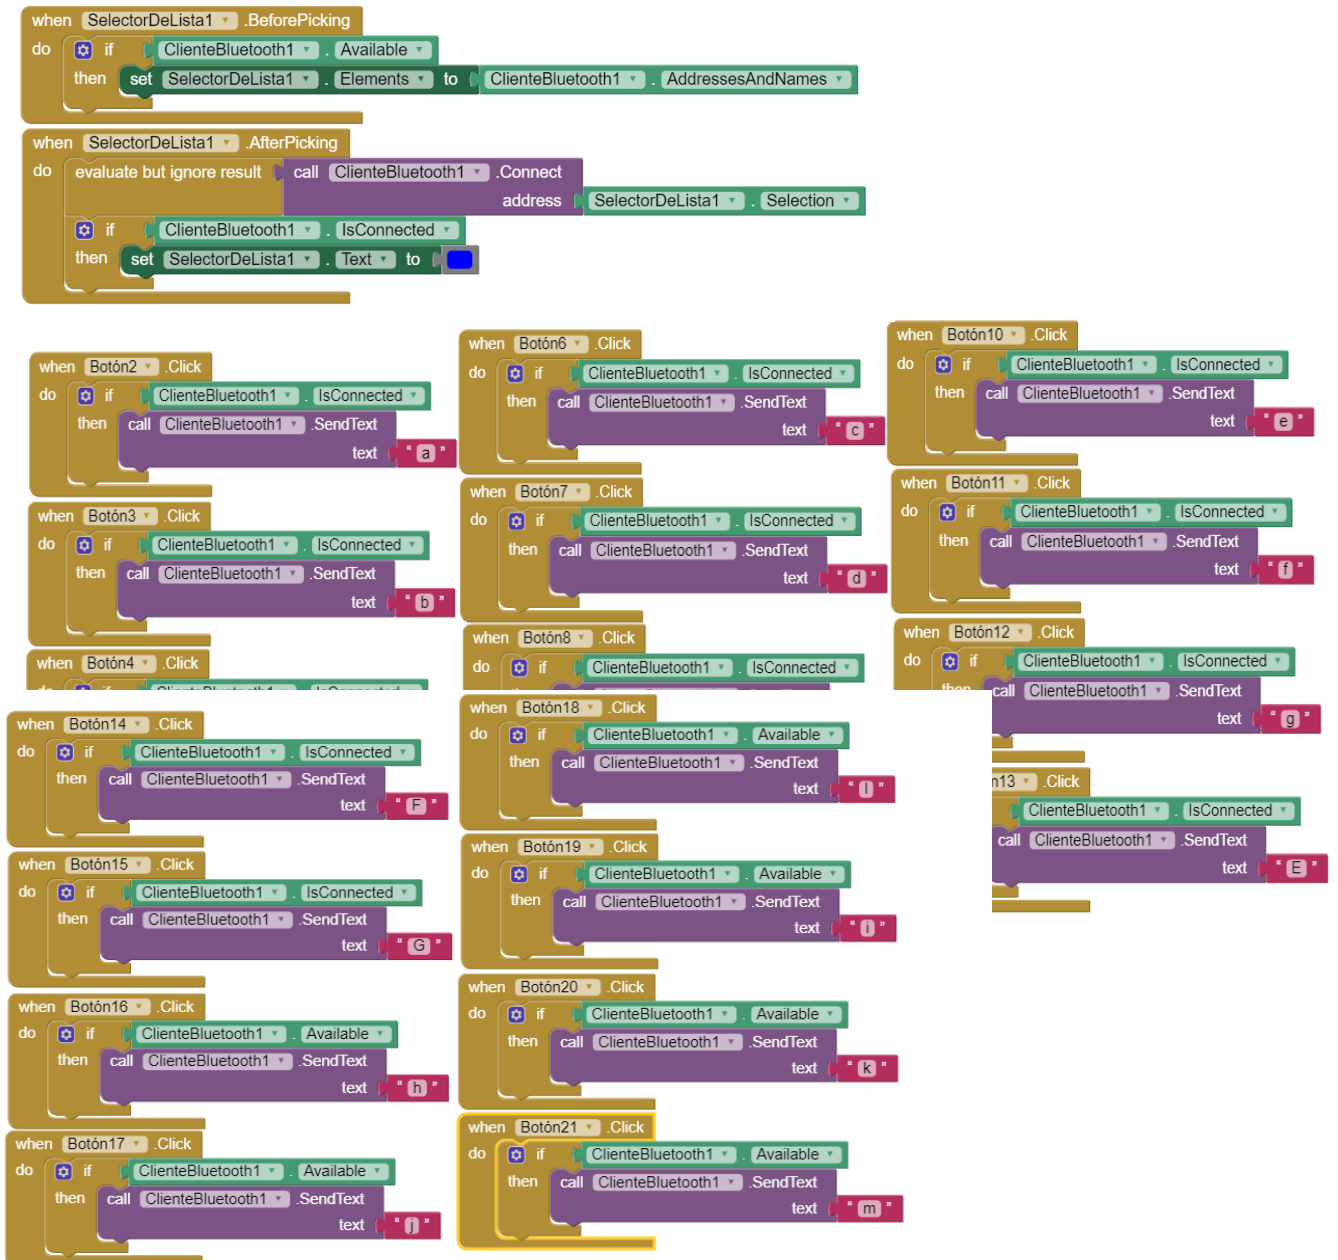 when SelectorDeLista1 .BeforePicking
do if ClienteBluetooth1 . Available
then set SelectorDeLista1 . Elements to ClienteBluetooth1 . AddressesAndNames
when SelectorDeLista1 .AfterPicking
do evaluate but ignore result call ClienteBluetooth1 .Connect
address SelectorDeLista1 . Selection
if ClienteBluetooth1 . IsConnected
then set SelectorDeLista1 . Text to
when Botón2 .Click
do if ClienteBluetooth1 . IsConnected
then call ClienteBluetooth1 .SendText
text " a "
when Botón3 .Click
do if ClienteBluetooth1 . IsConnected
then call ClienteBluetooth1 .SendText
text " b "
when Botón4 .Click
do if ClienteBluetooth1 . IsConnected
when Botón6 .Click
do if ClienteBluetooth1 . IsConnected
then call ClienteBluetooth1 .SendText
text " c "
when Botón7 .Click
do if ClienteBluetooth1 . IsConnected
then call ClienteBluetooth1 .SendText
text " d "
when Botón8 .Click
do if ClienteBluetooth1 . IsConnected
when Botón10 .Click
do if ClienteBluetooth1 . IsConnected
then call ClienteBluetooth1 .SendText
text " e "
when Botón11 .Click
do if ClienteBluetooth1 . IsConnected
then call ClienteBluetooth1 .SendText
text " f "
when Botón12 .Click
do if ClienteBluetooth1 . IsConnected
then call ClienteBluetooth1 .SendText
text " g "
n13 .Click
ClienteBluetooth1 . IsConnected
call ClienteBluetooth1 .SendText
text " E "
when Botón14 .Click
do if ClienteBluetooth1 . IsConnected
then call ClienteBluetooth1 .SendText
text " F "
when Botón15 .Click
do if ClienteBluetooth1 . IsConnected
then call ClienteBluetooth1 .SendText
text " G "
when Botón16 .Click
do if ClienteBluetooth1 . Available
then call ClienteBluetooth1 .SendText
text " h "
when Botón17 .Click
do if ClienteBluetooth1 . Available
then call ClienteBluetooth1 .SendText
text " j "
when Botón18 .Click
do if ClienteBluetooth1 . Available
then call ClienteBluetooth1 .SendText
text " l "
when Botón19 .Click
do if ClienteBluetooth1 . Available
then call ClienteBluetooth1 .SendText
text " i "
when Botón20 .Click
do if ClienteBluetooth1 . Available
then call ClienteBluetooth1 .SendText
text " k "
when Botón21 .Click
do if ClienteBluetooth1 . Available
then call ClienteBluetooth1 .SendText
text " m "